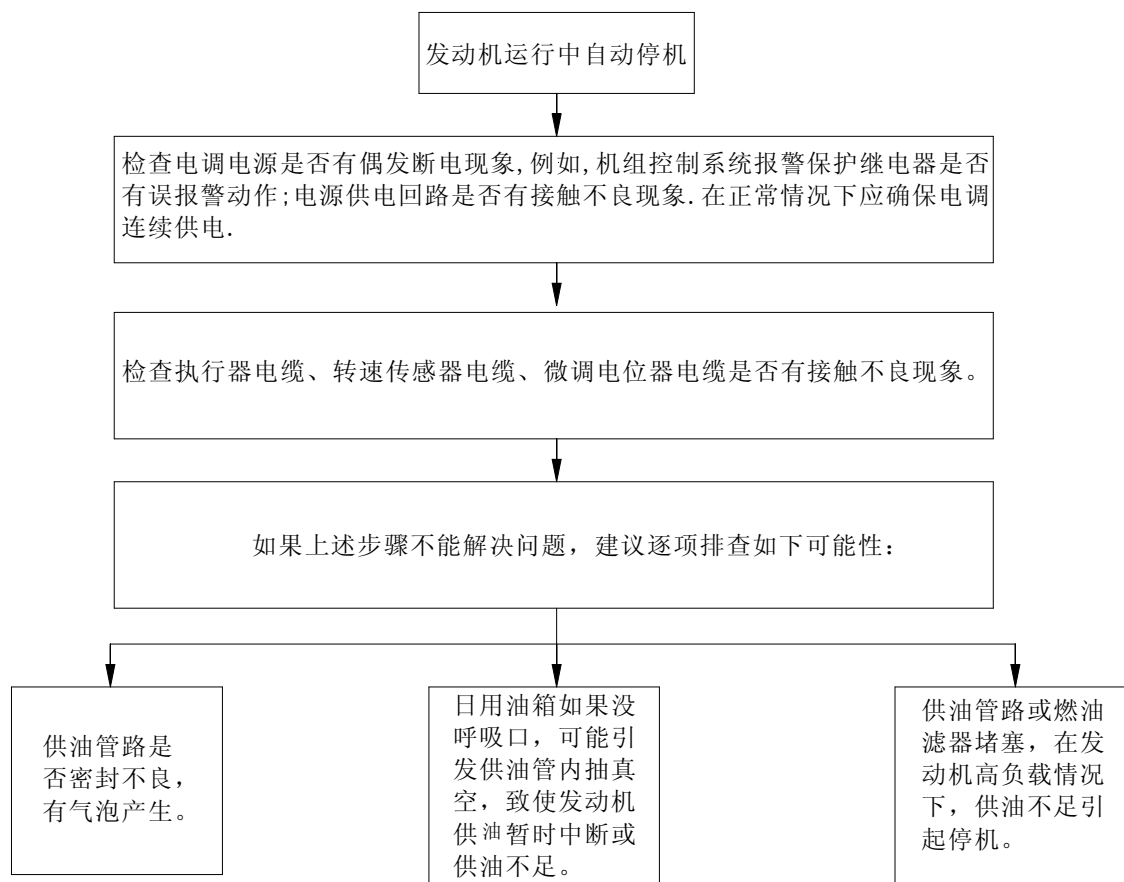 发动机运行中自动停机
检查电调电源是否有偶发断电现象,例如,机组控制系统报警保护继电器是否
有误报警动作;电源供电回路是否有接触不良现象.在正常情况下应确保电调
连续供电.
检查执行器电缆、转速传感器电缆、微调电位器电缆是否有接触不良现象。
如果上述步骤不能解决问题，建议逐项排查如下可能性：
供油管路是
否密封不良，
有气泡产生。
日用油箱如果没
呼吸口，可能引
发供油管内抽真
空，致使发动机
供油暂时中断或
供油不足。
供油管路或燃油
滤器堵塞，在发
动机高负载情况
下，供油不足引
起停机。